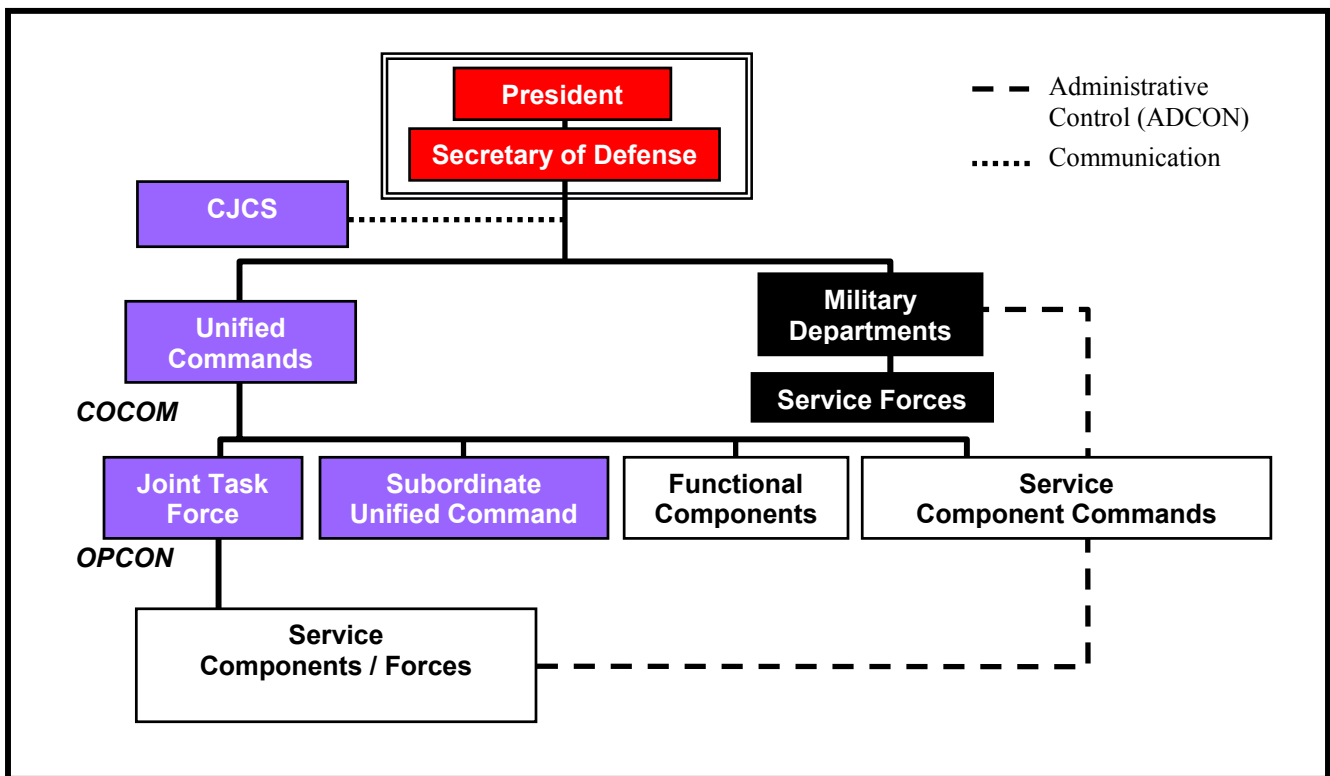 President
Secretary of Defense
Administrative
Control (ADCON)
Communication
CJCS
Unified
Commands
Military
Departments
Service Forces
COCOM
Joint Task
Force
Subordinate
Unified Command
Functional
Components
Service
Component Commands
OPCON
Service
Components / Forces